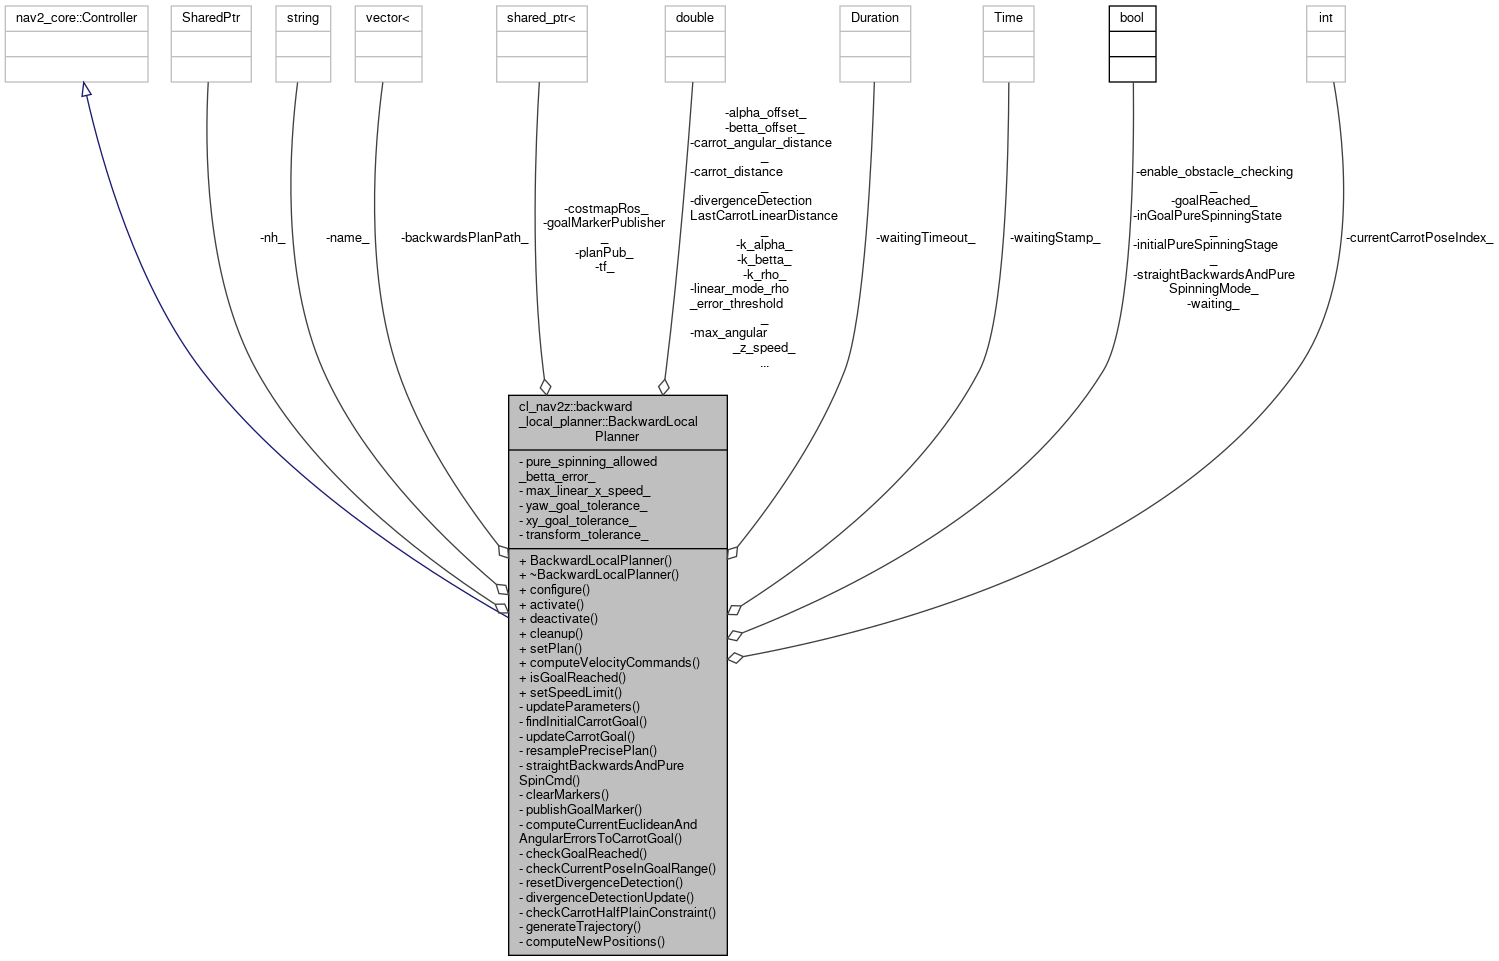 nav2_core::Controller
SharedPtr
string
vector<
shared_ptr<
double
Duration
Time
bool
int
-nh_
-name_
-backwardsPlanPath_
-costmapRos_
-goalMarkerPublisher
_
-planPub_
-tf_
-alpha_offset_
-betta_offset_
-carrot_angular_distance
_
-carrot_distance
_
-divergenceDetection
LastCarrotLinearDistance
_
-k_alpha_
-k_betta_
-k_rho_
-linear_mode_rho
_error_threshold
_
-max_angular
_z_speed_
...
-waitingTimeout_
-waitingStamp_
-enable_obstacle_checking
_
-goalReached_
-inGoalPureSpinningState
_
-initialPureSpinningStage
_
-straightBackwardsAndPure
SpinningMode_
-waiting_
-currentCarrotPoseIndex_
cl_nav2z::backward
_local_planner::BackwardLocal
Planner
- pure_spinning_allowed
_betta_error_
- max_linear_x_speed_
- yaw_goal_tolerance_
- xy_goal_tolerance_
- transform_tolerance_
+ BackwardLocalPlanner()
+ ~BackwardLocalPlanner()
+ configure()
+ activate()
+ deactivate()
+ cleanup()
+ setPlan()
+ computeVelocityCommands()
+ isGoalReached()
+ setSpeedLimit()
- updateParameters()
- findInitialCarrotGoal()
- updateCarrotGoal()
- resamplePrecisePlan()
- straightBackwardsAndPure
SpinCmd()
- clearMarkers()
- publishGoalMarker()
- computeCurrentEuclideanAnd
AngularErrorsToCarrotGoal()
- checkGoalReached()
- checkCurrentPoseInGoalRange()
- resetDivergenceDetection()
- divergenceDetectionUpdate()
- checkCarrotHalfPlainConstraint()
- generateTrajectory()
- computeNewPositions()